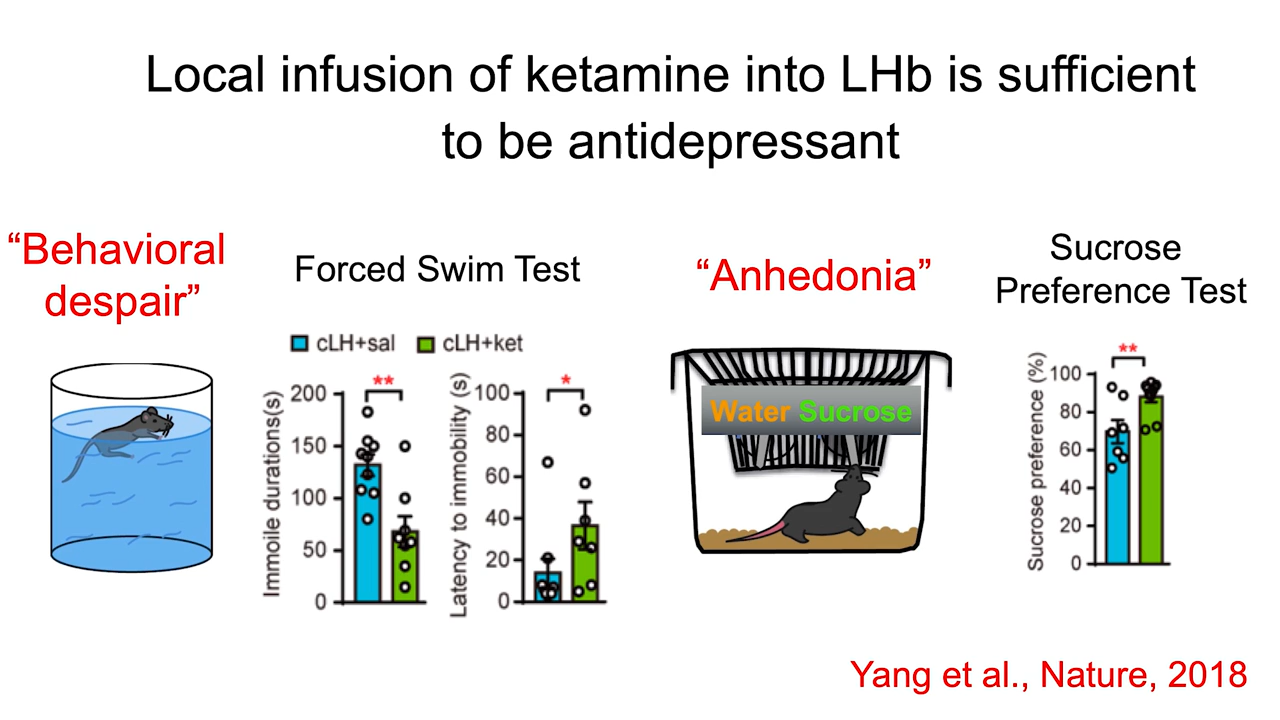 Local infusion of ketamine into LHb is sufficient
to be antidepressant
“Behavioral
despair”
Forced Swim Test
cLH+sal
cLH+ket
Immoile durations(s)
200
150
100
50
0
**
Latency to immobility (s)
100
80
60
40
20
0
*
“Anhedonia”
Water Sucrose
Sucrose
Preference Test
Sucrose preference (%)
100
80
60
40
20
0
**
Yang et al., Nature, 2018